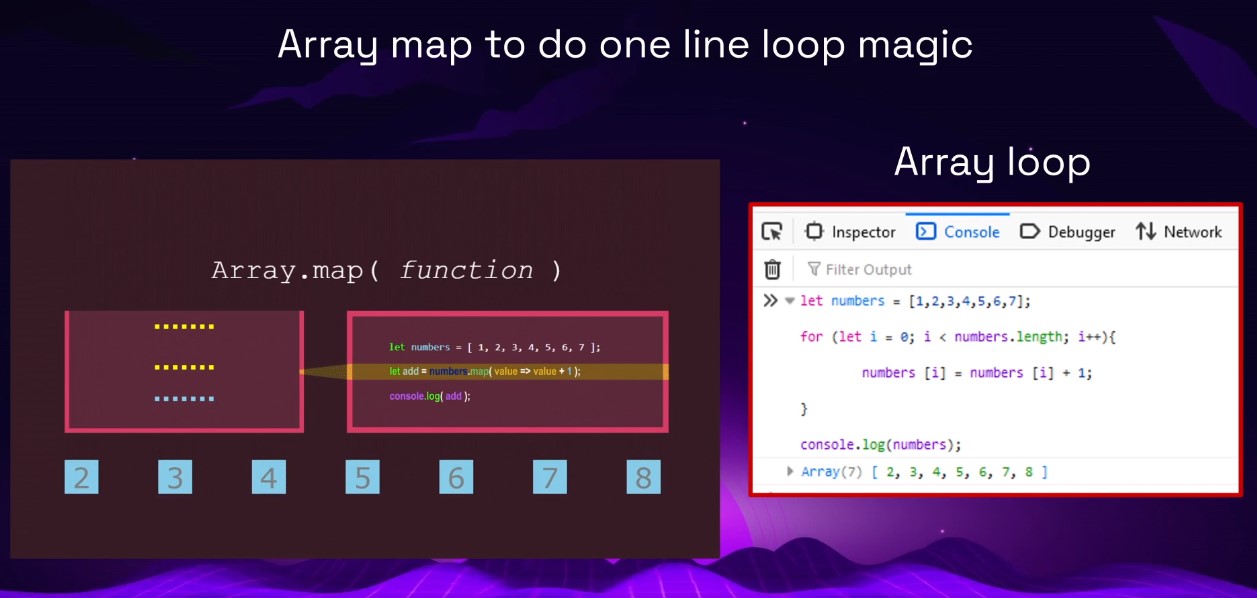 Array map to do one line loop magic
Array.map( function )
let numbers = [ 1, 2, 3, 4, 5, 6, 7 ];
let add = numbers.map( value => value + 1 );
console.log( add );
2 3 4 5 6 7 8
Array loop
Inspector Console Debugger Network
Filter Output
let numbers = [1,2,3,4,5,6,7];
for (let i = 0; i < numbers.length; i++){
numbers [i] = numbers [i] + 1;
}
console.log(numbers);
Array(7) [ 2, 3, 4, 5, 6, 7, 8 ]